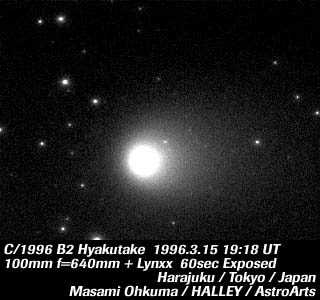 C/1996 B2 Hyakutake 1996.3.15 19:18 UT
100mm f=640mm + Lynxx 60sec Exposed
Harajuku / Tokyo / Japan
Masami Ohkuma / HALLEY / AstroArts